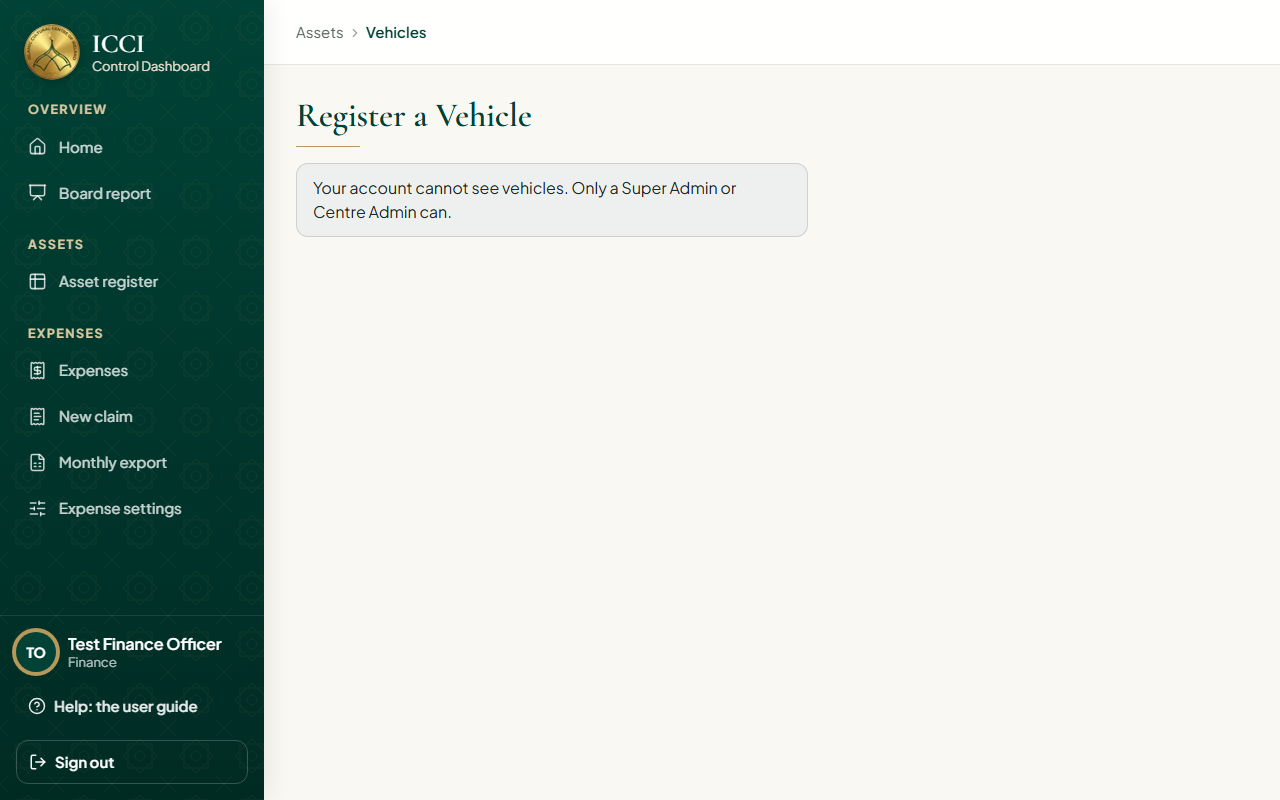 ICCI
Control Dashboard
OVERVIEW
Home
Board report
ASSETS
Asset register
EXPENSES
Expenses
New claim
Monthly export
Expense settings
TO
Test Finance Officer
Finance
Help: the user guide
Sign out
Assets > Vehicles
Register a Vehicle
Your account cannot see vehicles. Only a Super Admin or
Centre Admin can.